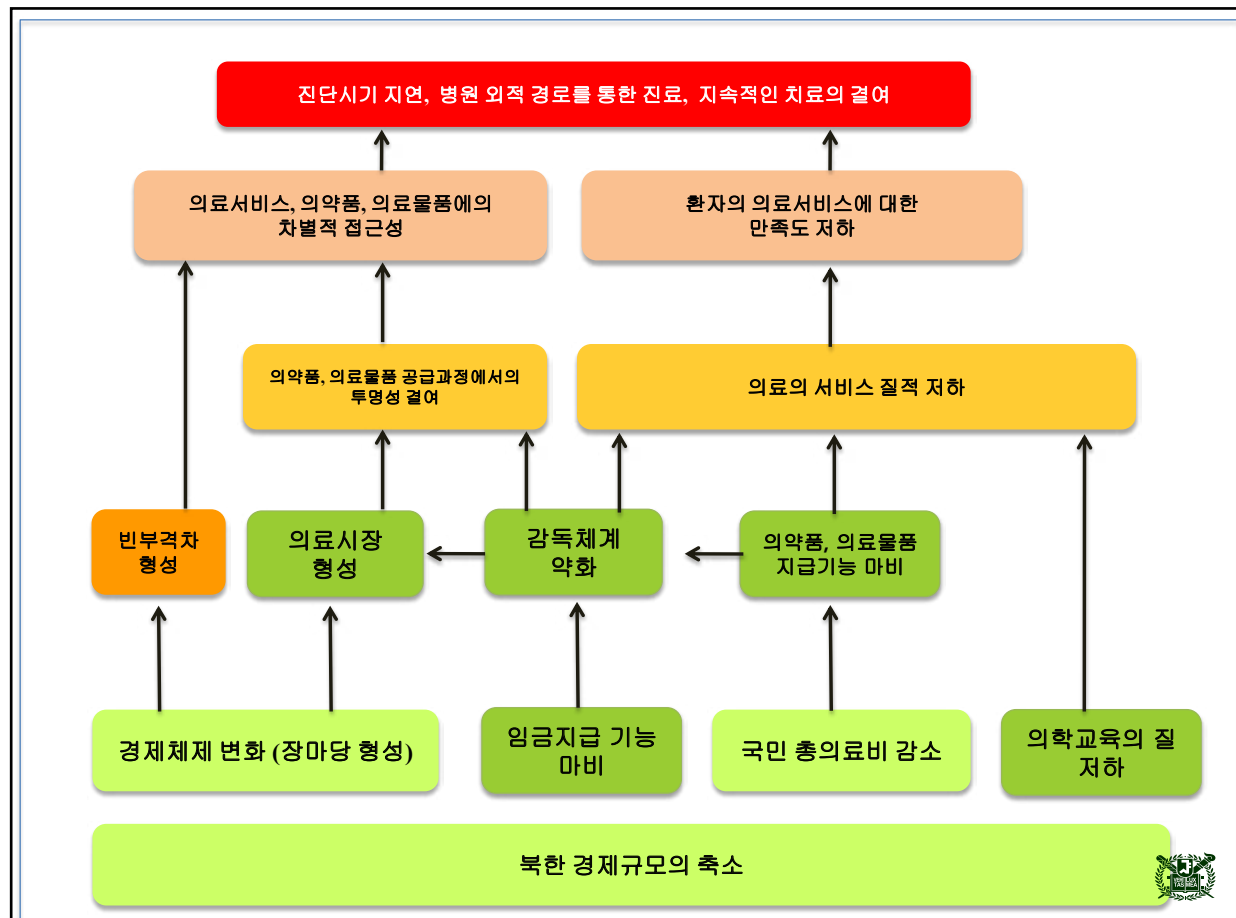 진단시기 지연, 병원 외적 경로를 통한 진료, 지속적인 치료의 결여
의료서비스, 의약품, 의료물품에의
차별적 접근성
환자의 의료서비스에 대한
만족도 저하
의약품, 의료물품 공급과정에서의
투명성 결여
의료의 서비스 질적 저하
빈부격차
형성
의료시장
형성
감독체계
약화
의약품, 의료물품
지급기능 마비
경제체제 변화 (장마당 형성)
임금지급 기능
마비
국민 총의료비 감소
의학교육의 질
저하
북한 경제규모의 축소